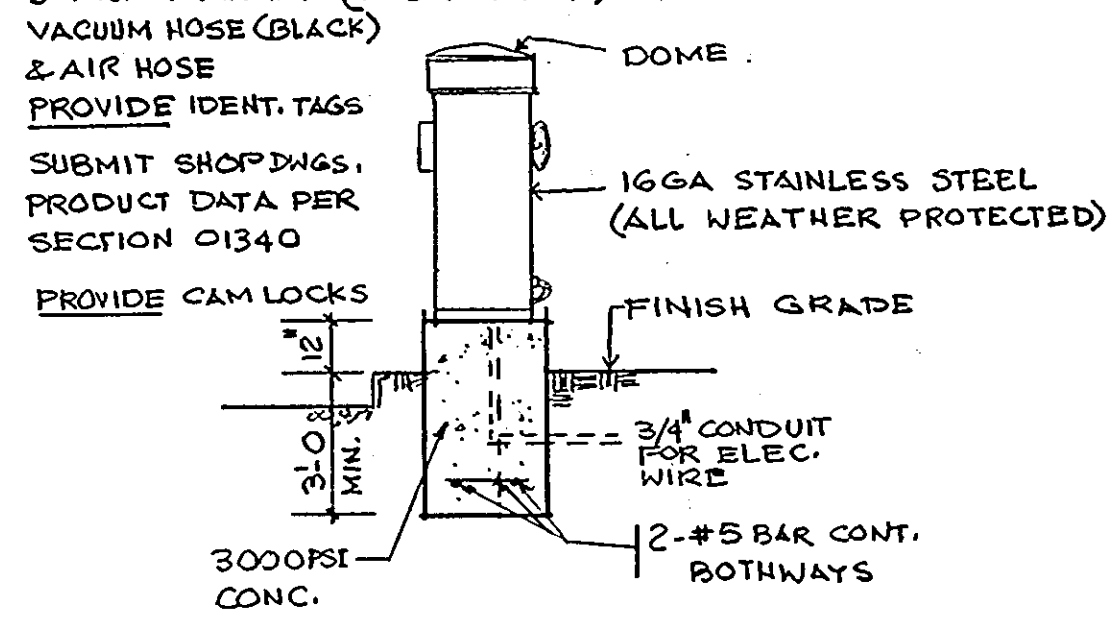 VACUUM HOSE (BLACK)
& AIR HOSE
PROVIDE IDENT. TAGS
SUBMIT SHOP DWGS,
PRODUCT DATA PER
SECTION 01340
PROVIDE CAM LOCKS
DOME .
16GA STAINLESS STEEL
(ALL WEATHER PROTECTED)
FINISH GRADE
12"
3'-0
MIN.
3/4" CONDUIT
FOR ELEC.
WIRE
2-#5 BAR CONT.
BOTHWAYS
3000PSI
CONC.